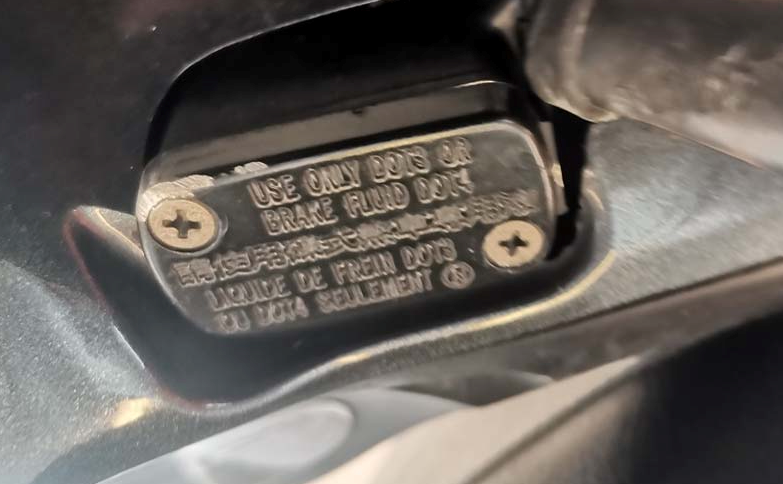 USE ONLY DOT3 OR
BRAKE FLUID DOT4
LIQUIDE DE FREIN DOT3
OU DOT4 SEULEMENT